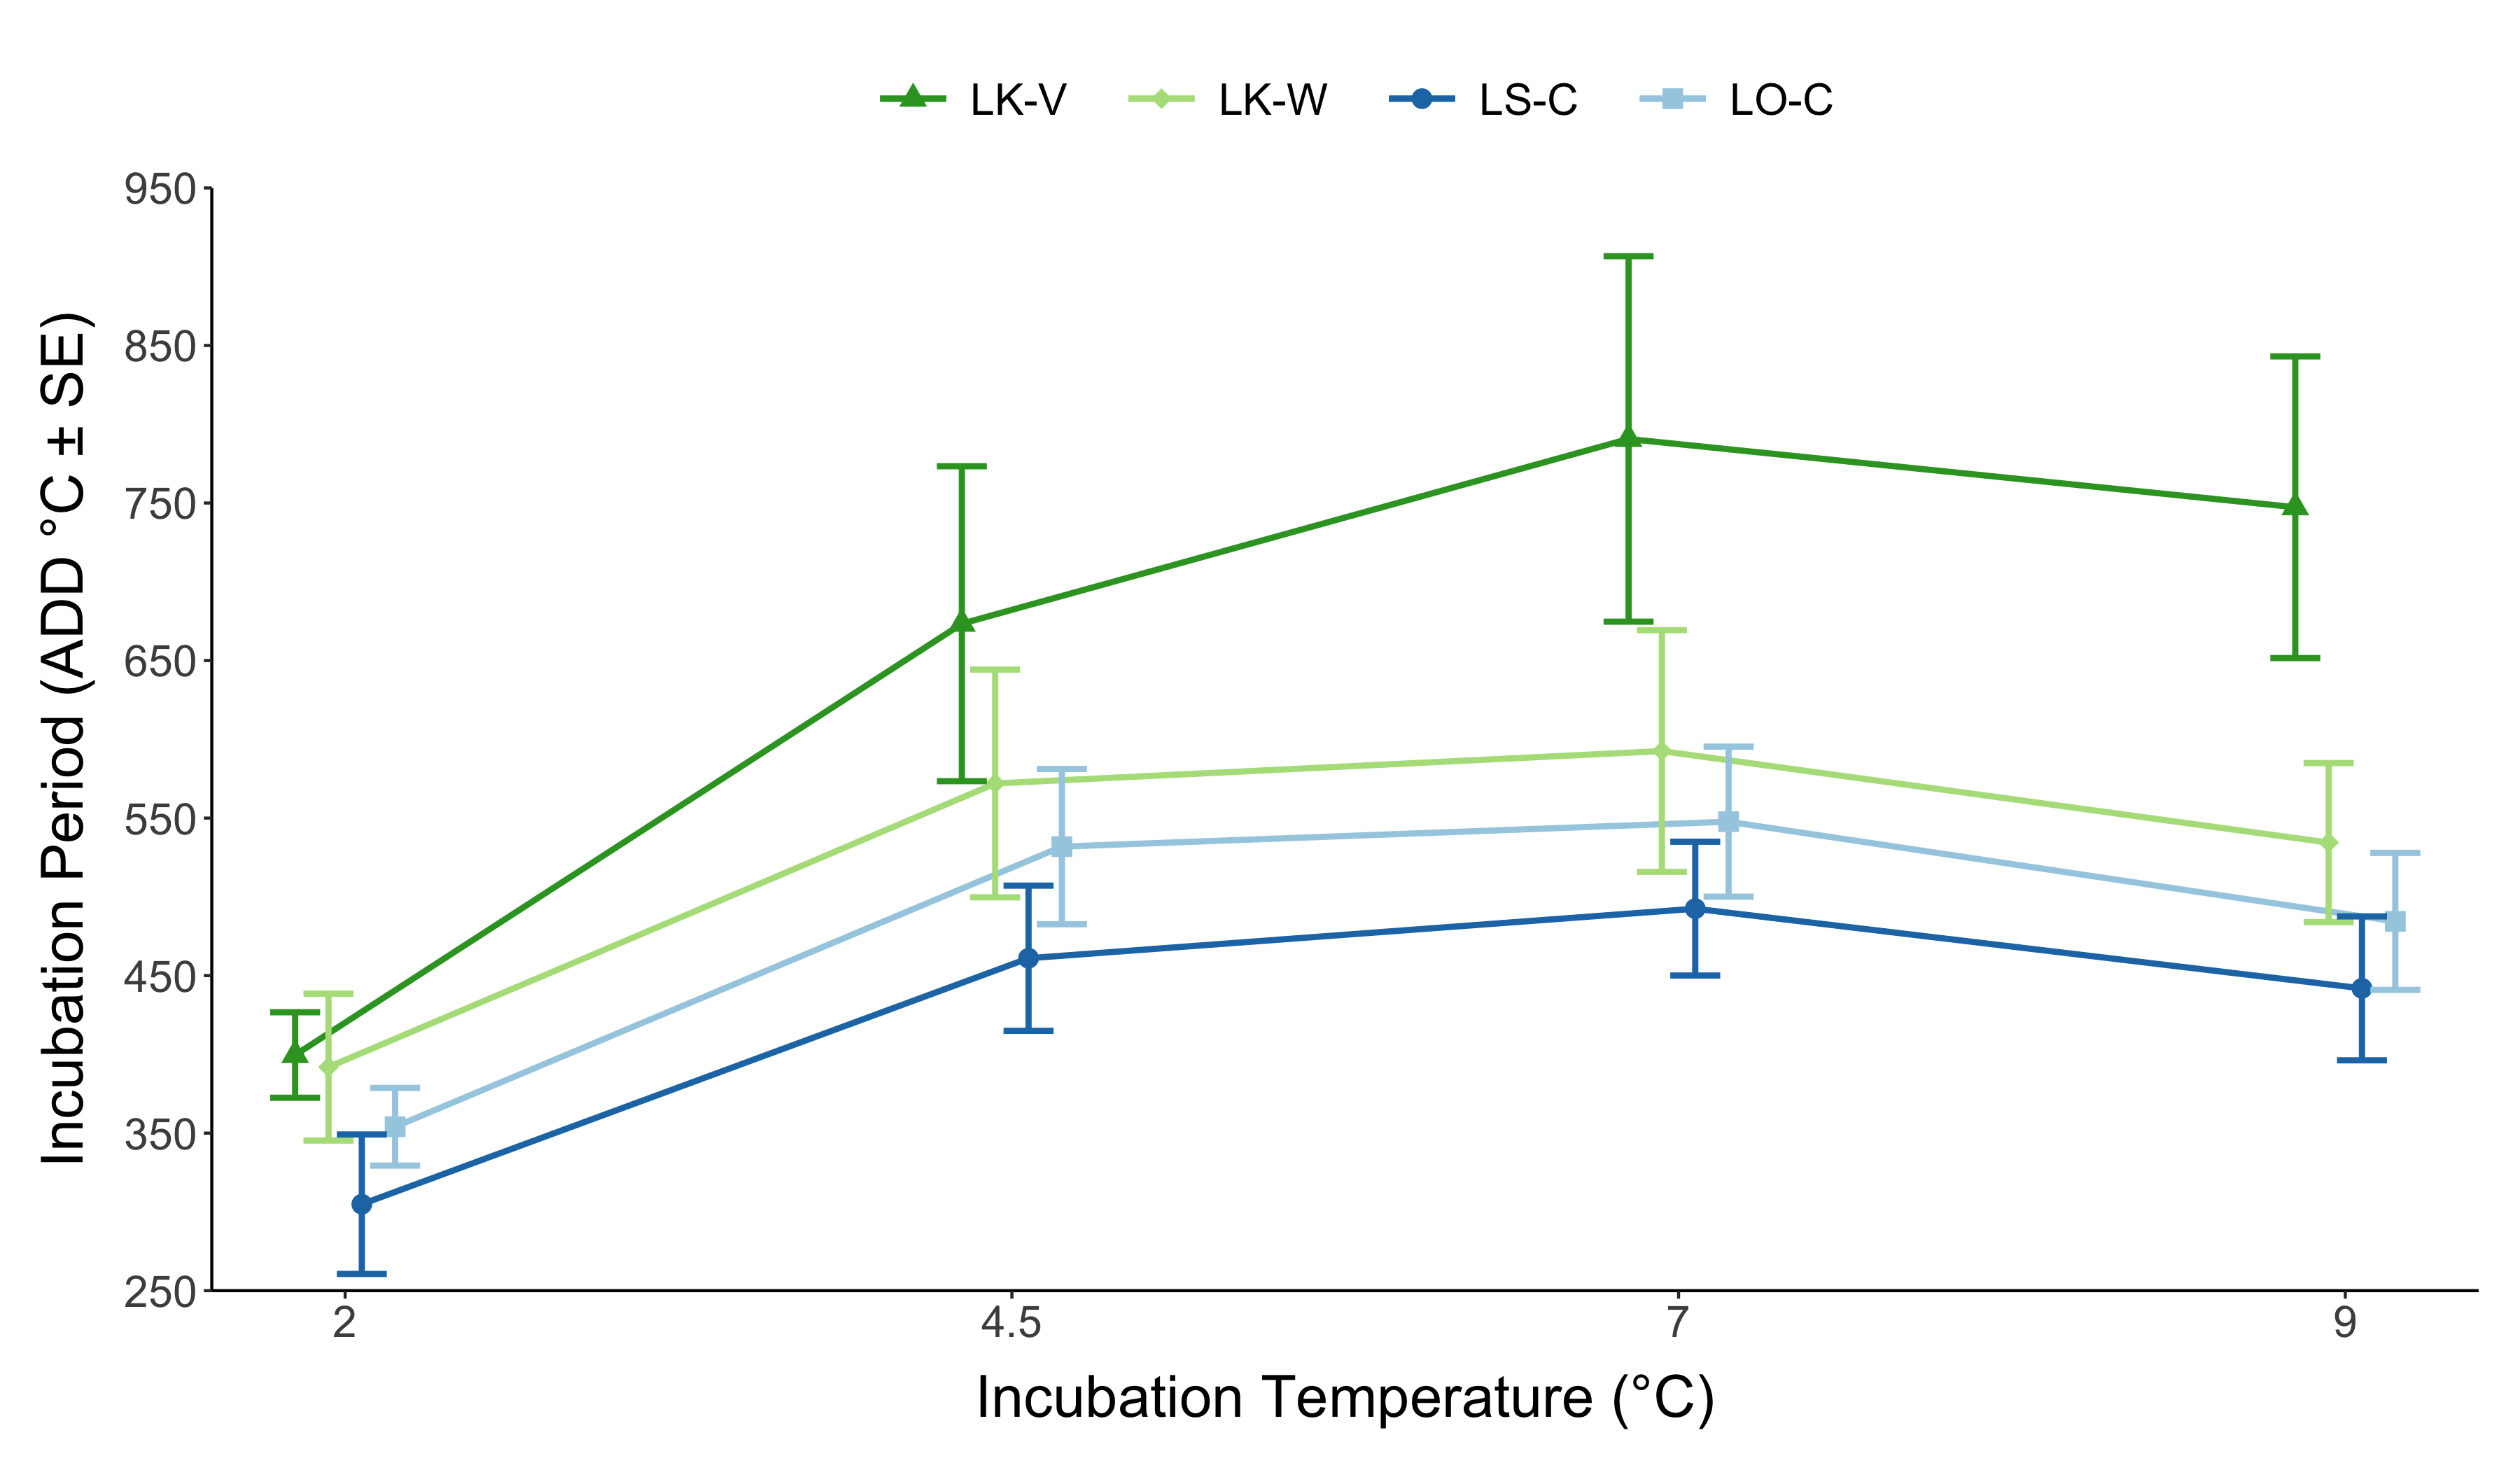 LK-V LK-W LS-C LO-C
Incubation Period (ADD °C ± SE)
950
850
750
650
550
450
350
250
2 4.5 7 9
Incubation Temperature (°C)